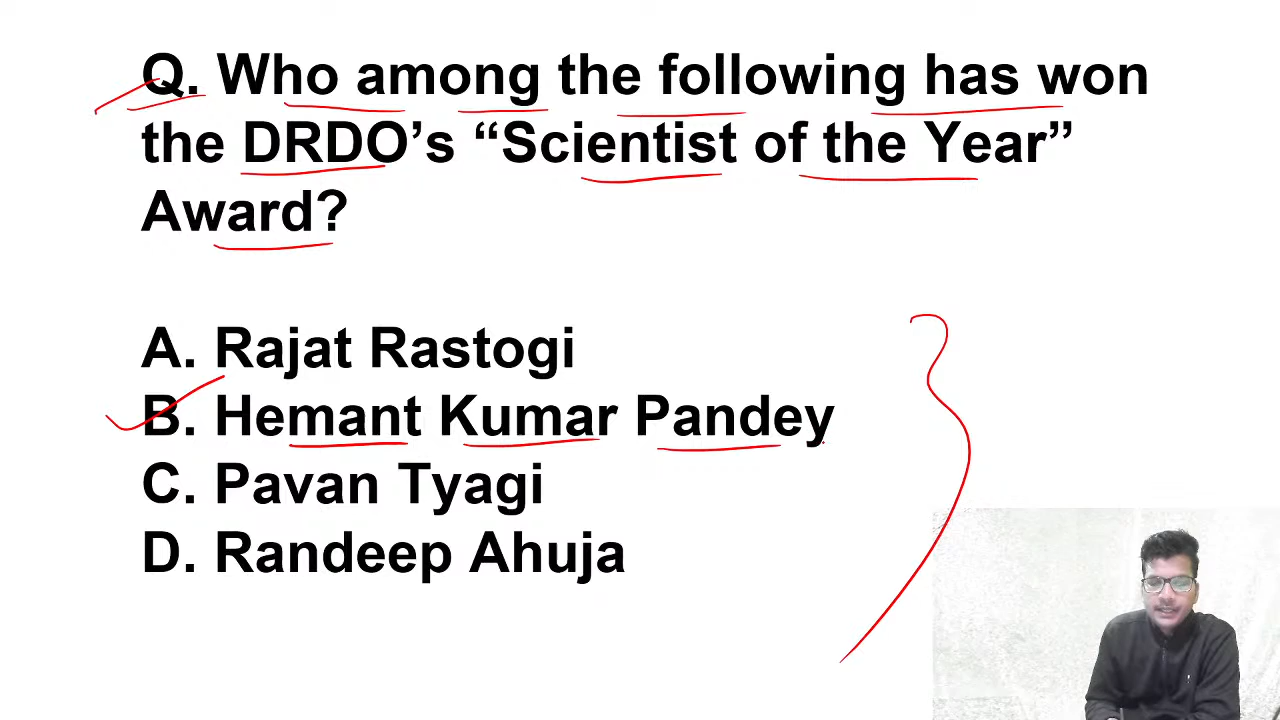 Q. Who among the following has won
the DRDO’s “Scientist of the Year”
Award?
A. Rajat Rastogi
B. Hemant Kumar Pandey
C. Pavan Tyagi
D. Randeep Ahuja